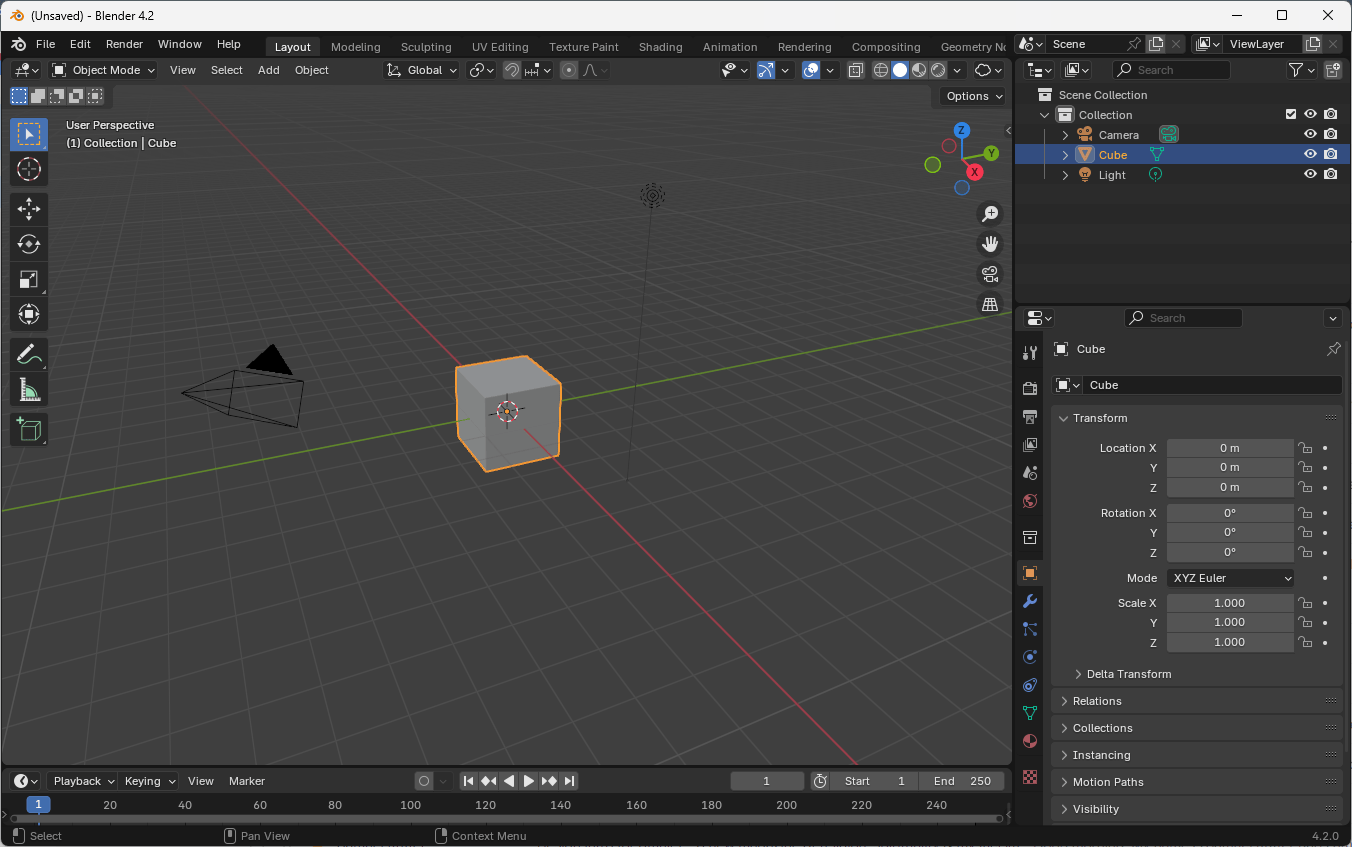 (Unsaved) - Blender 4.2
File Edit Render Window Help Layout Modeling Sculpting UV Editing Texture Paint Shading Animation Rendering Compositing Geometry No Scene ViewLayer
Object Mode View Select Add Object Global Search
Options
User Perspective
(1) Collection | Cube
Z
Y
X
Scene Collection
Collection
Camera
Cube
Light
Search
Cube
Cube
Transform
Location X 0 m
Y 0 m
Z 0 m
Rotation X 0°
Y 0°
Z 0°
Mode XYZ Euler
Scale X 1.000
Y 1.000
Z 1.000
Delta Transform
Relations
Collections
Instancing
Motion Paths
Visibility
Playback Keying View Marker 1 Start 1 End 250
1 20 40 60 80 100 120 140 160 180 200 220 240
Select Pan View Context Menu 4.2.0